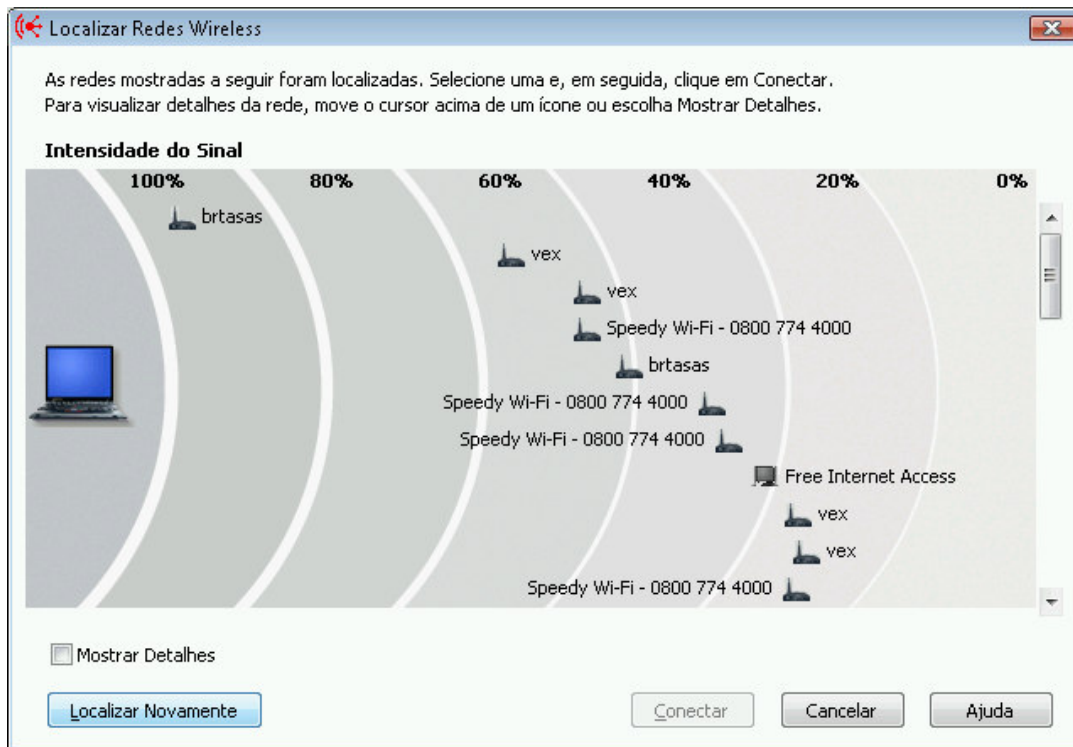 Localizar Redes Wireless
As redes mostradas a seguir foram localizadas. Selecione uma e, em seguida, clique em Conectar.
Para visualizar detalhes da rede, move o cursor acima de um ícone ou escolha Mostrar Detalhes.
Intensidade do Sinal
100% 80% 60% 40% 20% 0%
brtasas
vex
vex
Speedy Wi-Fi - 0800 774 4000
brtasas
Speedy Wi-Fi - 0800 774 4000
Speedy Wi-Fi - 0800 774 4000
Free Internet Access
vex
vex
Speedy Wi-Fi - 0800 774 4000
Mostrar Detalhes
Localizar Novamente Conectar Cancelar Ajuda